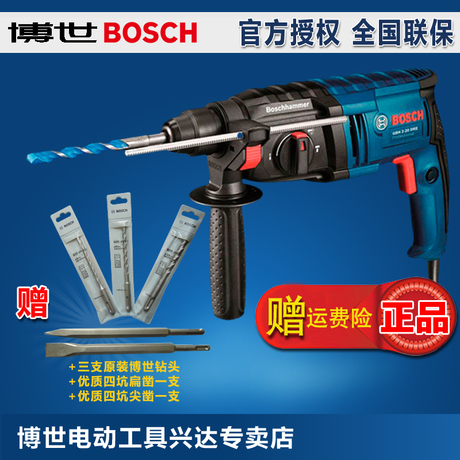 博世 BOSCH 官方授权 全国联保
Boschhammer
BOSCH
GBH 2-20 DRE
BOSCH
BOSCH
BOSCH
赠
赠运费险 正品
+三支原装博世钻头
+优质四坑扁凿一支
+优质四坑尖凿一支
博世电动工具兴达专卖店